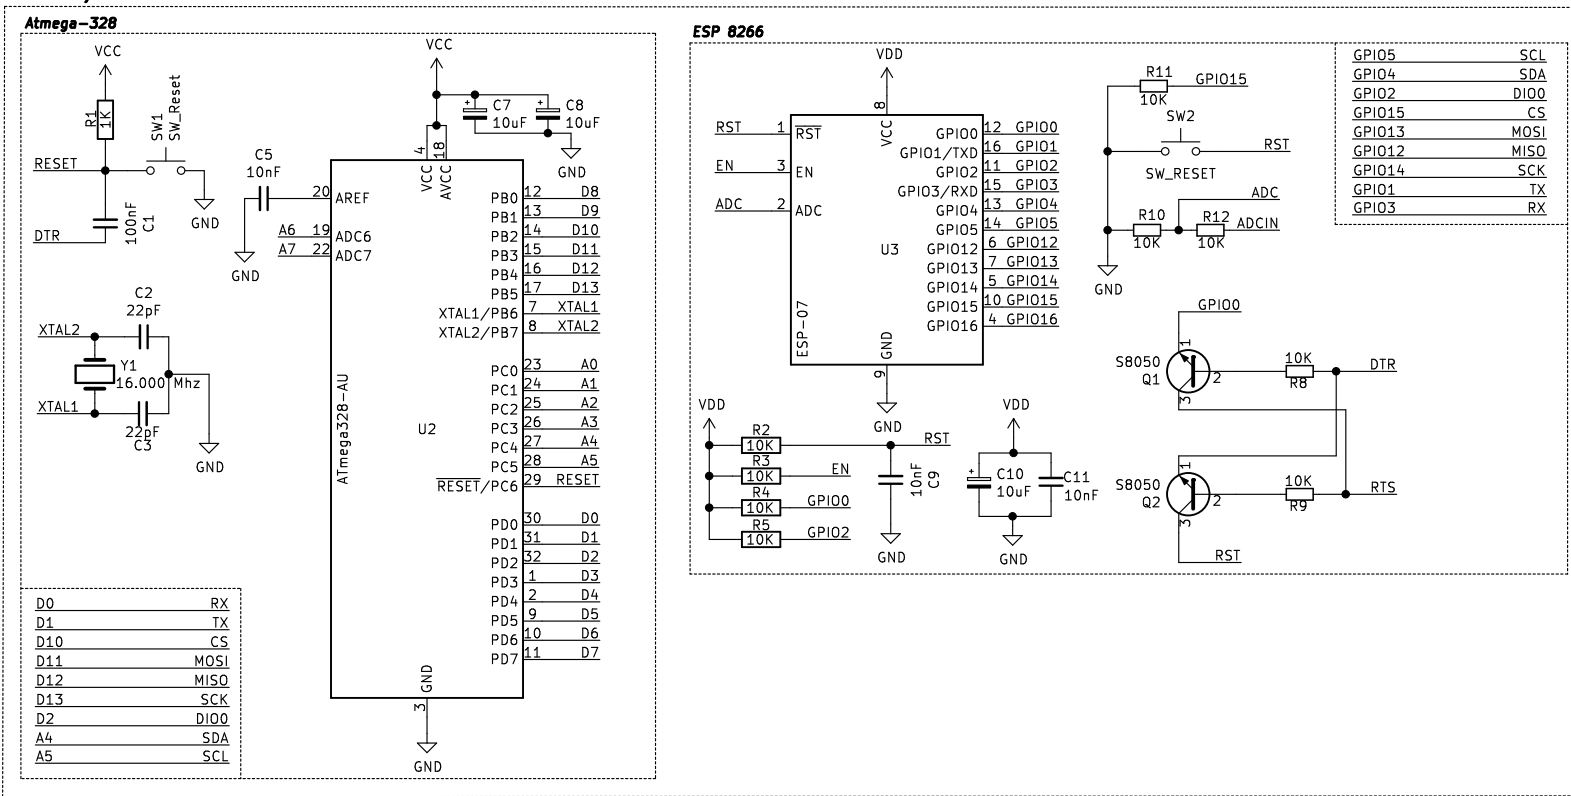 Atmega-328
VCC
R1
1K
SW1
SW_Reset
RESET
GND
100nF
C1
DTR
C2
22pF
XTAL2
Y1
16.000 Mhz
XTAL1
22pF
C3
GND
VCC
C7
10uF
C8
10uF
GND
C5
10nF
GND
4
18
VCC
AVCC
20 AREF
A6 19 ADC6
A7 22 ADC7
ATmega328-AU
U2
PB0 12 D8
PB1 13 D9
PB2 14 D10
PB3 15 D11
PB4 16 D12
PB5 17 D13
XTAL1/PB6 7 XTAL1
XTAL2/PB7 8 XTAL2
PC0 23 A0
PC1 24 A1
PC2 25 A2
PC3 26 A3
PC4 27 A4
PC5 28 A5
RESET/PC6 29 RESET
PD0 30 D0
PD1 31 D1
PD2 32 D2
PD3 1 D3
PD4 2 D4
PD5 9 D5
PD6 10 D6
PD7 11 D7
GND
3
GND
D0 RX
D1 TX
D10 CS
D11 MOSI
D12 MISO
D13 SCK
D2 DIO0
A4 SDA
A5 SCL
ESP 8266
VDD
8
VCC
RST 1 RST
EN 3 EN
ADC 2 ADC
U3
ESP-07
GPIO0 12 GPIO0
GPIO1/TXD 16 GPIO1
GPIO2 11 GPIO2
GPIO3/RXD 15 GPIO3
GPIO4 13 GPIO4
GPIO5 14 GPIO5
GPIO12 6 GPIO12
GPIO13 7 GPIO13
GPIO14 5 GPIO14
GPIO15 10 GPIO15
GPIO16 4 GPIO16
GND
9
GND
R11
10K
GPIO15
SW2
RST
SW_RESET
ADC
R10
10K
R12
10K
ADCIN
GND
GPIO5 SCL
GPIO4 SDA
GPIO2 DIO0
GPIO15 CS
GPIO13 MOSI
GPIO12 MISO
GPIO14 SCK
GPIO1 TX
GPIO3 RX
VDD
R2
10K
RST
R3
10K
EN
R4
10K
GPIO0
R5
10K
GPIO2
10nF
C9
GND
VDD
C10
10uF
C11
10nF
GND
GPIO0
1
S8050
Q1
2
3
10K
R8
DTR
1
S8050
Q2
2
3
10K
R9
RTS
RST